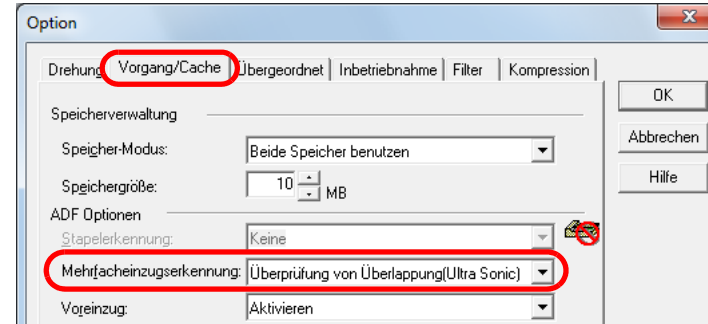 Option
Drehung Vorgang/Cache Übergeordnet Inbetriebnahme Filter Kompression
OK
Speicherverwaltung
Abbrechen
Speicher-Modus: Beide Speicher benutzen
Hilfe
Speichergröße: 10 MB
ADF Optionen
Stapelerkennung: Keine
Mehrfacheinzugserkennung: Überprüfung von Überlappung(Ultra Sonic)
Voreinzug: Aktivieren